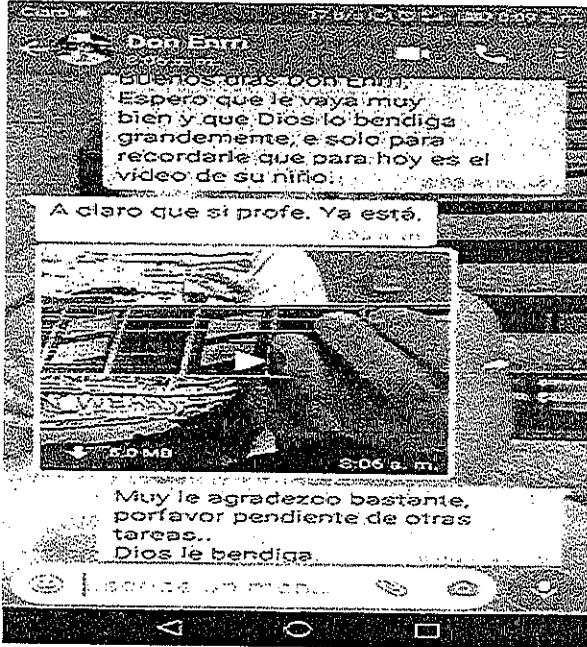 Don Enrri
Buenos días Don Enrri,
Espero que le vaya muy
bien y que Dios lo bendiga
grandemente, e solo para
recordarle que para hoy es el
video de su niño.
A claro que si profe. Ya está.
5.0 MB
8:06 a. m.
Muy le agradezco bastante,
porfavor pendiente de otras
tareas..
Dios le bendiga